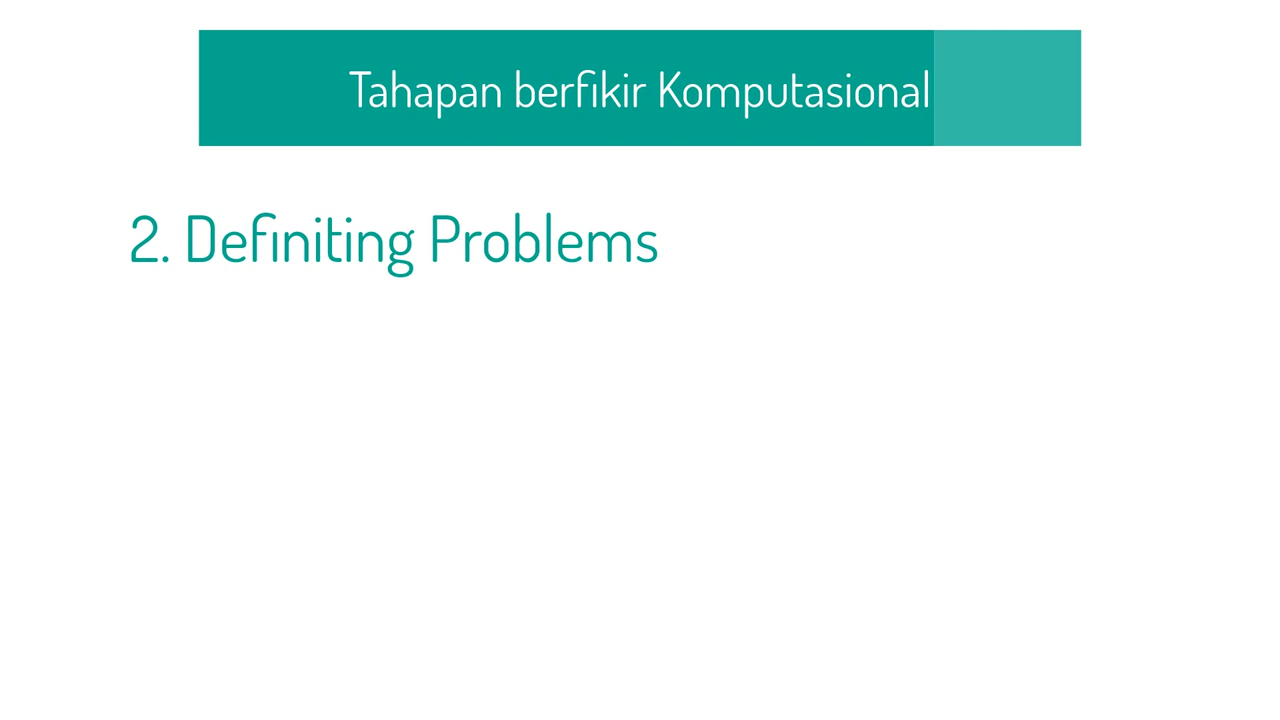 Tahapan berfikir Komputasional
2. Definiting Problems